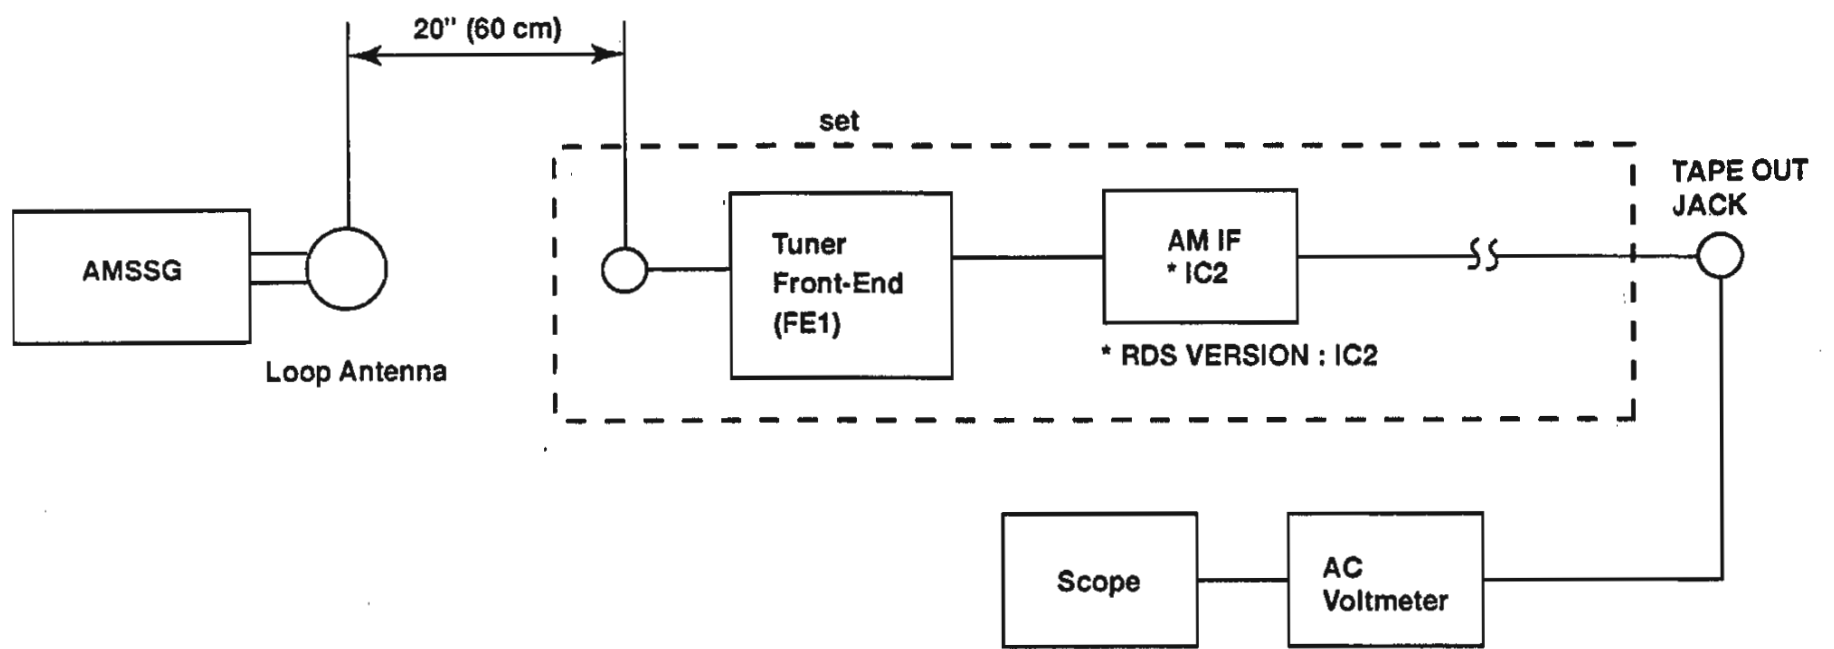 20" (60 cm)
set
TAPE OUT
JACK
AMSSG
Tuner
Front-End
(FE1)
AM IF
* IC2
* RDS VERSION : IC2
Loop Antenna
Scope
AC
Voltmeter